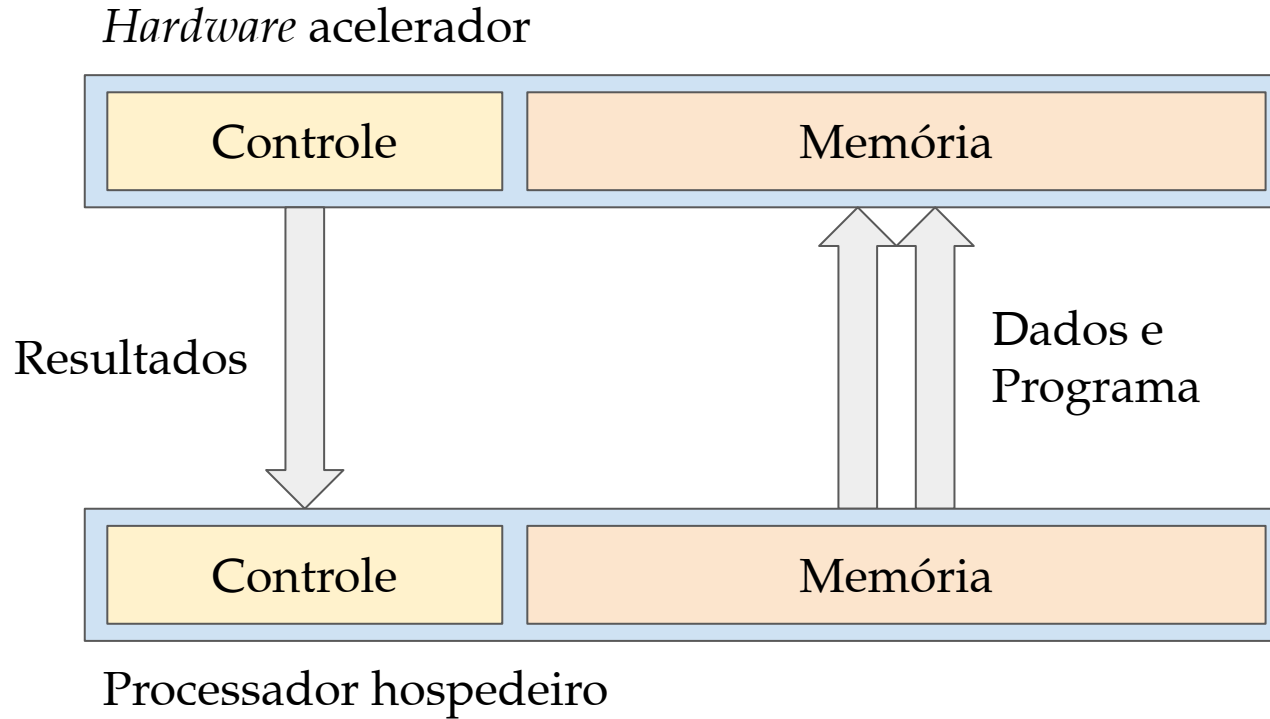 Hardware acelerador
Controle
Memória
Resultados
Dados e
Programa
Controle
Memória
Processador hospedeiro